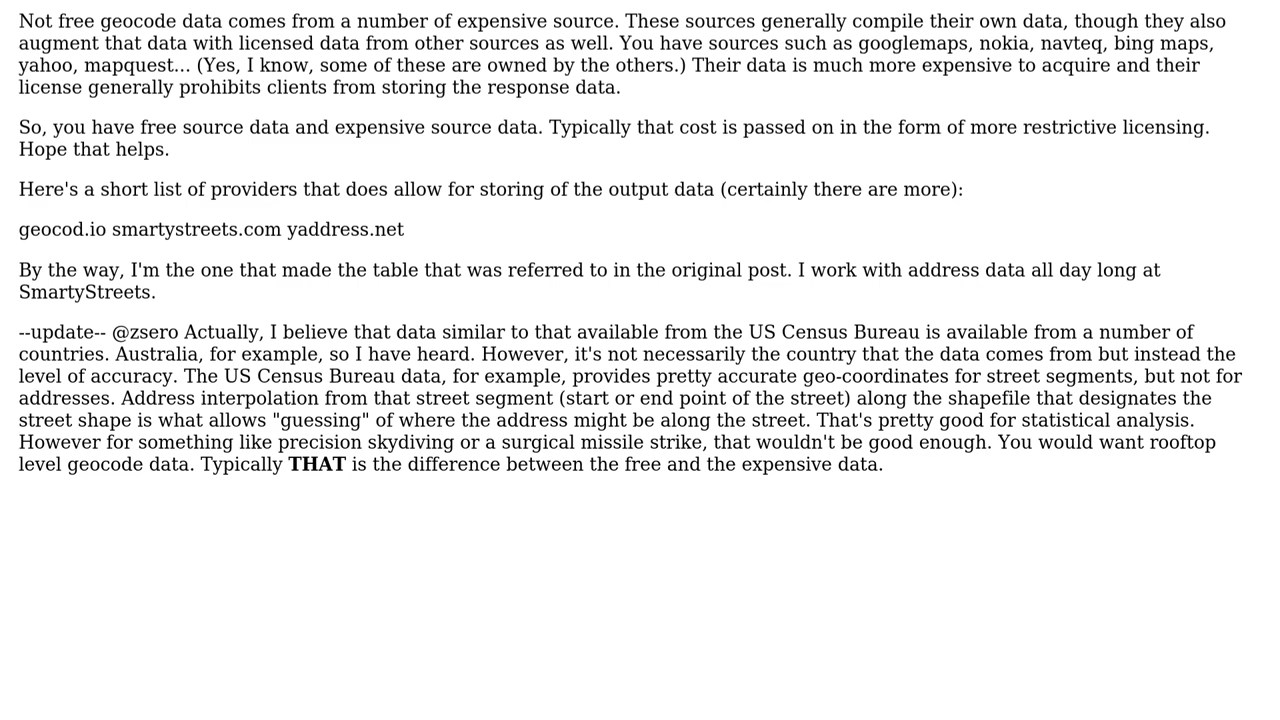 Not free geocode data comes from a number of expensive source. These sources generally compile their own data, though they also
augment that data with licensed data from other sources as well. You have sources such as googlemaps, nokia, navteq, bing maps,
yahoo, mapquest... (Yes, I know, some of these are owned by the others.) Their data is much more expensive to acquire and their
license generally prohibits clients from storing the response data.
So, you have free source data and expensive source data. Typically that cost is passed on in the form of more restrictive licensing.
Hope that helps.
Here's a short list of providers that does allow for storing of the output data (certainly there are more):
geocod.io smartystreets.com yaddress.net
By the way, I'm the one that made the table that was referred to in the original post. I work with address data all day long at
SmartyStreets.
--update-- @zsero Actually, I believe that data similar to that available from the US Census Bureau is available from a number of
countries. Australia, for example, so I have heard. However, it's not necessarily the country that the data comes from but instead the
level of accuracy. The US Census Bureau data, for example, provides pretty accurate geo-coordinates for street segments, but not for
addresses. Address interpolation from that street segment (start or end point of the street) along the shapefile that designates the
street shape is what allows "guessing" of where the address might be along the street. That's pretty good for statistical analysis.
However for something like precision skydiving or a surgical missile strike, that wouldn't be good enough. You would want rooftop
level geocode data. Typically THAT is the difference between the free and the expensive data.